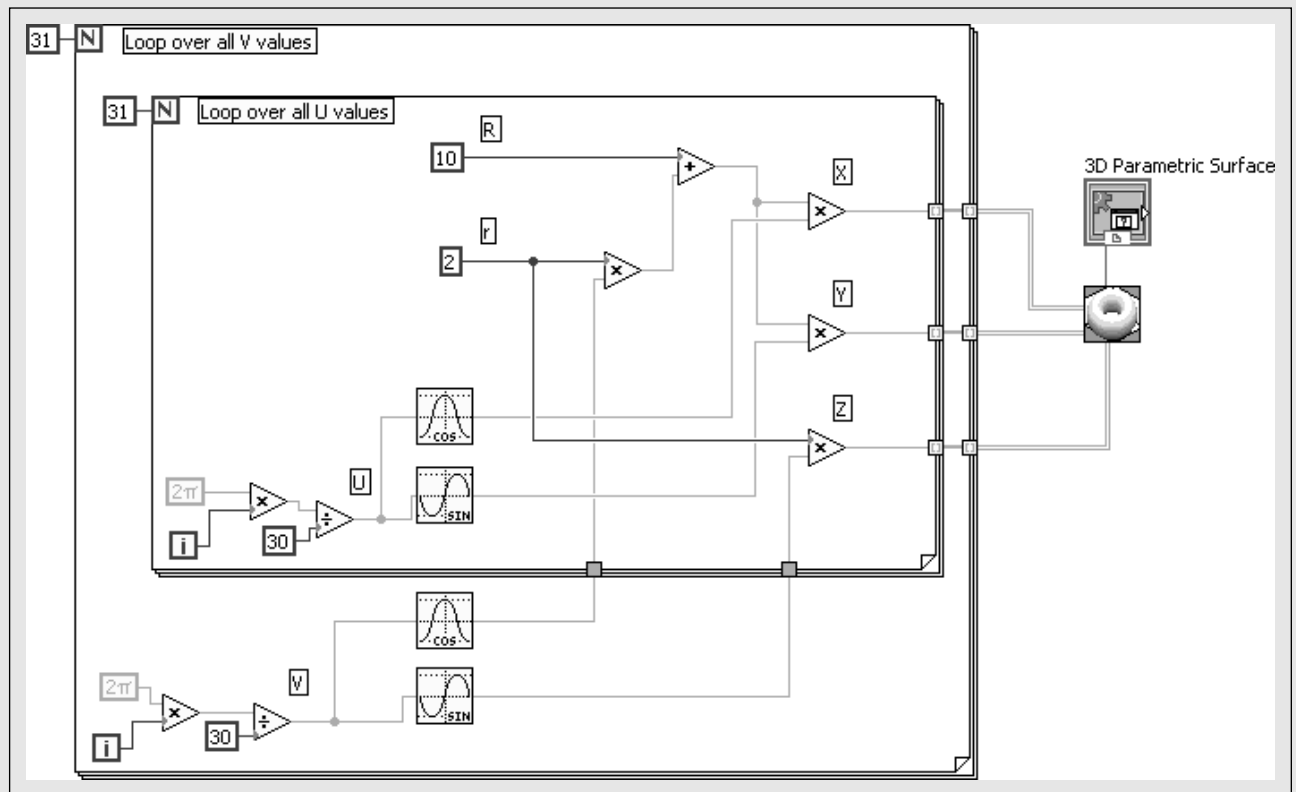 31 N Loop over all V values
31 N Loop over all U values
R
10
+
X
3D Parametric Surface
×
?
r
2
×
Y
×
Z
COS
×
U
2π
×
÷
SIN
i
30
COS
V
2π
×
÷
SIN
i
30